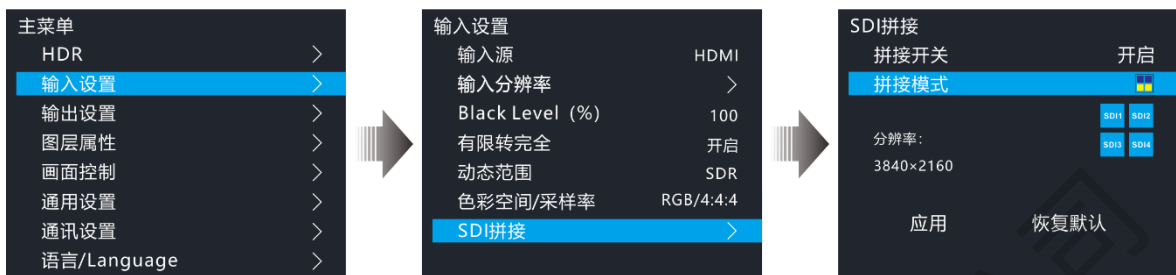 主菜单
HDR
输入设置
输出设置
图层属性
画面控制
通用设置
通讯设置
语言/Language
输入设置
输入源 HDMI
输入分辨率
Black Level (%) 100
有限转完全 开启
动态范围 SDR
色彩空间/采样率 RGB/4:4:4
SDI拼接
SDI拼接
拼接开关 开启
拼接模式
SDI1 SDI2
分辨率:
SDI3 SDI4
3840×2160
应用 恢复默认